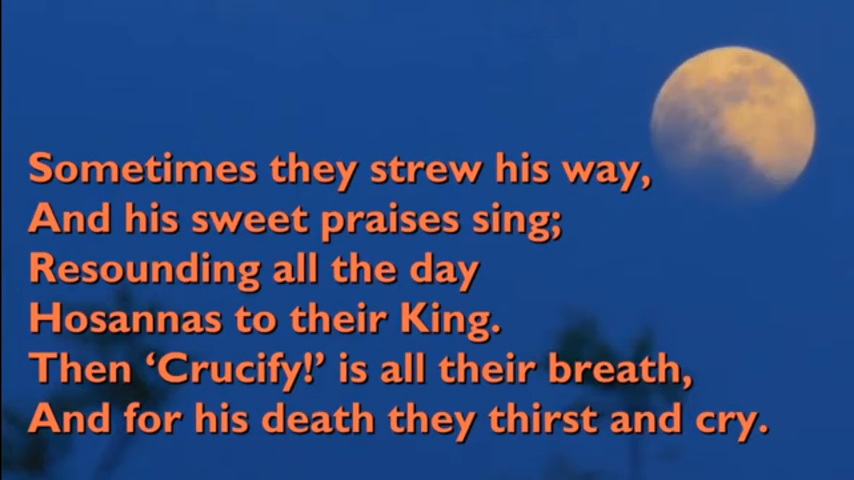 Sometimes they strew his way,
And his sweet praises sing;
Resounding all the day
Hosannas to their King.
Then ‘Crucify!’ is all their breath,
And for his death they thirst and cry.